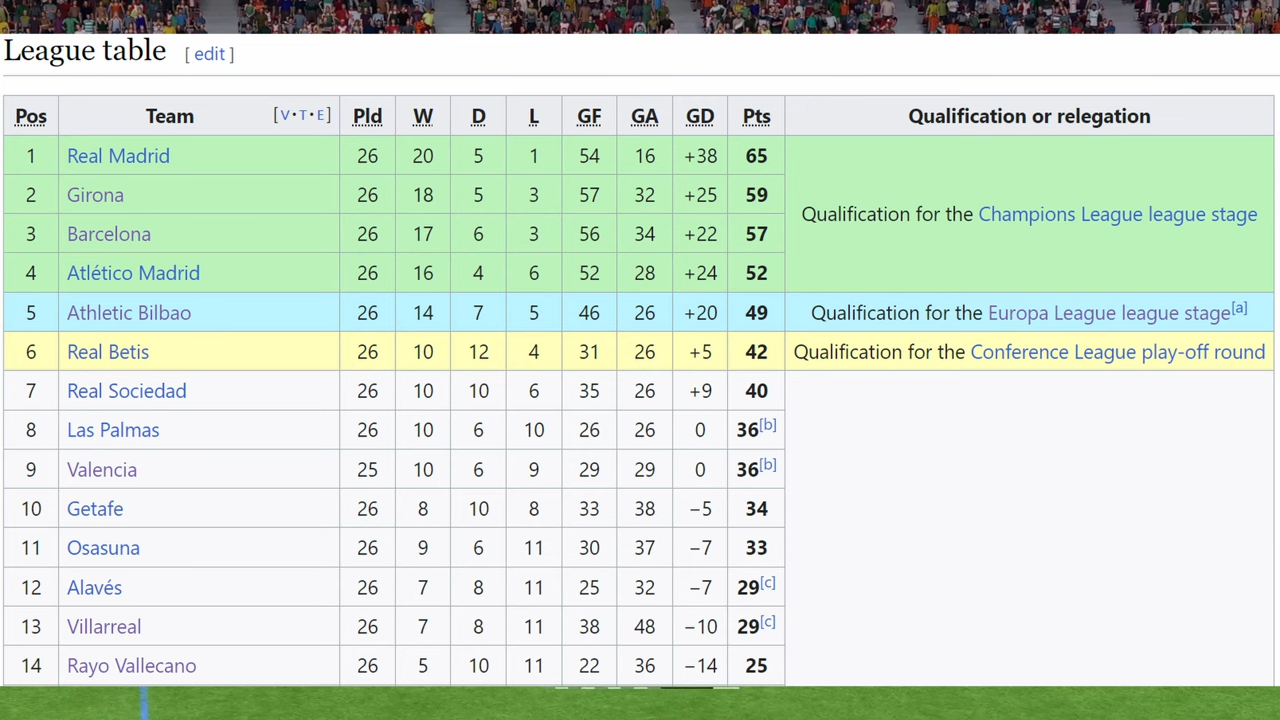 League table [ edit ]
Pos Team [V•T•E] Pld W D L GF GA GD Pts Qualification or relegation
1 Real Madrid 26 20 5 1 54 16 +38 65 Qualification for the Champions League league stage
2 Girona 26 18 5 3 57 32 +25 59
3 Barcelona 26 17 6 3 56 34 +22 57
4 Atlético Madrid 26 16 4 6 52 28 +24 52
5 Athletic Bilbao 26 14 7 5 46 26 +20 49 Qualification for the Europa League league stage[a]
6 Real Betis 26 10 12 4 31 26 +5 42 Qualification for the Conference League play-off round
7 Real Sociedad 26 10 10 6 35 26 +9 40
8 Las Palmas 26 10 6 10 26 26 0 36[b]
9 Valencia 25 10 6 9 29 29 0 36[b]
10 Getafe 26 8 10 8 33 38 −5 34
11 Osasuna 26 9 6 11 30 37 −7 33
12 Alavés 26 7 8 11 25 32 −7 29[c]
13 Villarreal 26 7 8 11 38 48 −10 29[c]
14 Rayo Vallecano 26 5 10 11 22 36 −14 25